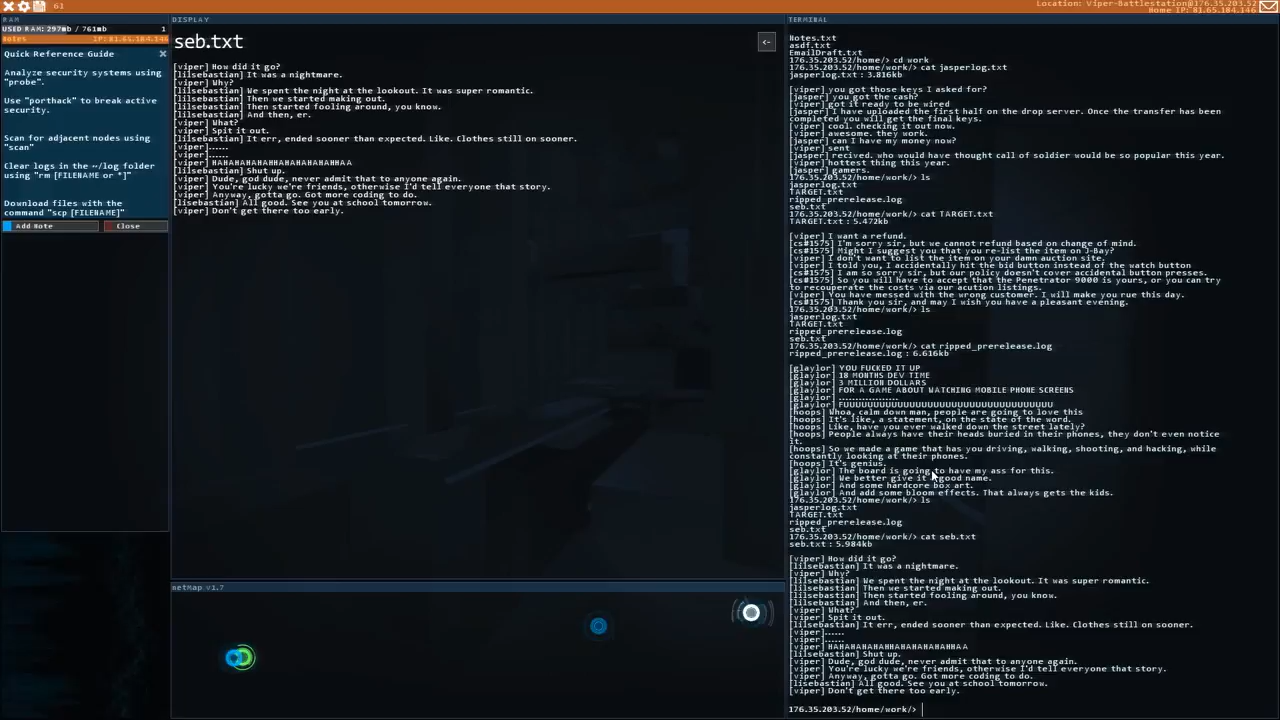 61
Location: Viper-Battlestation@176.35.203.52
Home IP: 81.65.184.146
RAM
USED RAM: 297mb / 761mb 1
notes IP: 81.65.184.146
Quick Reference Guide
Analyze security systems using
"probe".
Use "porthack" to break active
security.
Scan for adjacent nodes using
"scan"
Clear logs in the ~/log folder
using "rm [FILENAME or *]"
Download files with the
command "scp [FILENAME]"
Add Note Close
DISPLAY
seb.txt
<-
[viper] How did it go?
[lilsebastian] It was a nightmare.
[viper] Why?
[lilsebastian] We spent the night at the lookout. It was super romantic.
[lilsebastian] Then we started making out.
[lilsebastian] Then started fooling around, you know.
[lilsebastian] And then, er.
[viper] What?
[viper] Spit it out.
[lilsebastian] It err, ended sooner than expected. Like. Clothes still on sooner.
[viper]......
[viper]......
[viper] HAHAHAHAHAHHAHAHAHAHAHHAA
[lilsebastian] Shut up.
[viper] Dude, god dude, never admit that to anyone again.
[viper] You're lucky we're friends, otherwise I'd tell everyone that story.
[viper] Anyway, gotta go. Got more coding to do.
[lisebastian] All good. See you at school tomorrow.
[viper] Don't get there too early.
netMap v1.7
TERMINAL
Notes.txt
asdf.txt
EmailDraft.txt
176.35.203.52/home/> cd work
176.35.203.52/home/work/> cat jasperlog.txt
jasperlog.txt : 3.816kb
[viper] you got those keys I asked for?
[jasper] you got the cash?
[viper] got it ready to be wired
[jasper] I have uploaded the first half on the drop server. Once the transfer has been
completed you will get the final keys.
[viper] cool. checking it out now.
[viper] awesome. they work.
[jasper] can I have my money now?
[viper] sent
[jasper] recived. who would have thought call of soldier would be so popular this year.
[viper]hottest thing this year.
[jasper] gamers.
176.35.203.52/home/work/> ls
jasperlog.txt
TARGET.txt
ripped_prerelease.log
seb.txt
176.35.203.52/home/work/> cat TARGET.txt
TARGET.txt : 5.472kb
[viper] I want a refund.
[cs#1575] I'm sorry sir, but we cannot refund based on change of mind.
[cs#1575] Might I suggest you that you re-list the item on J-Bay?
[viper] I don't want to list the item on your damn auction site.
[viper] I told you, I accidentally hit the bid button instead of the watch button
[cs#1575] I am so sorry sir, but our policy doesn't cover accidental button presses.
[cs#1575] So you will have to accept that the Penetrator 9000 is yours, or you can try
to recouperate the costs via our acution listings.
[viper] You have messed with the wrong customer. I will make you rue this day.
[cs#1575] Thank you sir, and may I wish you have a pleasant evening.
176.35.203.52/home/work/> ls
jasperlog.txt
TARGET.txt
ripped_prerelease.log
seb.txt
176.35.203.52/home/work/> cat ripped_prerelease.log
ripped_prerelease.log : 6.616kb
[glaylor] YOU FUCKED IT UP
[glaylor] 18 MONTHS DEV TIME
[glaylor] 3 MILLION DOLLARS
[glaylor] FOR A GAME ABOUT WATCHING MOBILE PHONE SCREENS
[glaylor] .................
[glaylor] FUUUUUUUUUUUUUUUUUUUUUUUUUUUUUUUUUUUUU
[hoops] Whoa, calm down man, people are going to love this
[hoops] It's like, a statement, on the state of the word.
[hoops] Like, have you ever walked down the street lately?
[hoops] People always have their heads buried in their phones, they don't even notice
it.
[hoops] So we made a game that has you driving, walking, shooting, and hacking, while
constantly looking at their phones.
[hoops] It's genius.
[glaylor] The board is going to have my ass for this.
[glaylor] We better give it a good name.
[glaylor] And some hardcore box art.
[glaylor] And add some bloom effects. That always gets the kids.
176.35.203.52/home/work/> ls
jasperlog.txt
TARGET.txt
ripped_prerelease.log
seb.txt
176.35.203.52/home/work/> cat seb.txt
seb.txt : 5.984kb
[viper] How did it go?
[lilsebastian] It was a nightmare.
[viper] Why?
[lilsebastian] We spent the night at the lookout. It was super romantic.
[lilsebastian] Then we started making out.
[lilsebastian] Then started fooling around, you know.
[lilsebastian] And then, er.
[viper] What?
[viper] Spit it out.
[lilsebastian] It err, ended sooner than expected. Like. Clothes still on sooner.
[viper]......
[viper]......
[viper] HAHAHAHAHAHHAHAHAHAHAHHAA
[lilsebastian] Shut up.
[viper] Dude, god dude, never admit that to anyone again.
[viper] You're lucky we're friends, otherwise I'd tell everyone that story.
[viper] Anyway, gotta go. Got more coding to do.
[lisebastian] All good. See you at school tomorrow.
[viper] Don't get there too early.
176.35.203.52/home/work/>